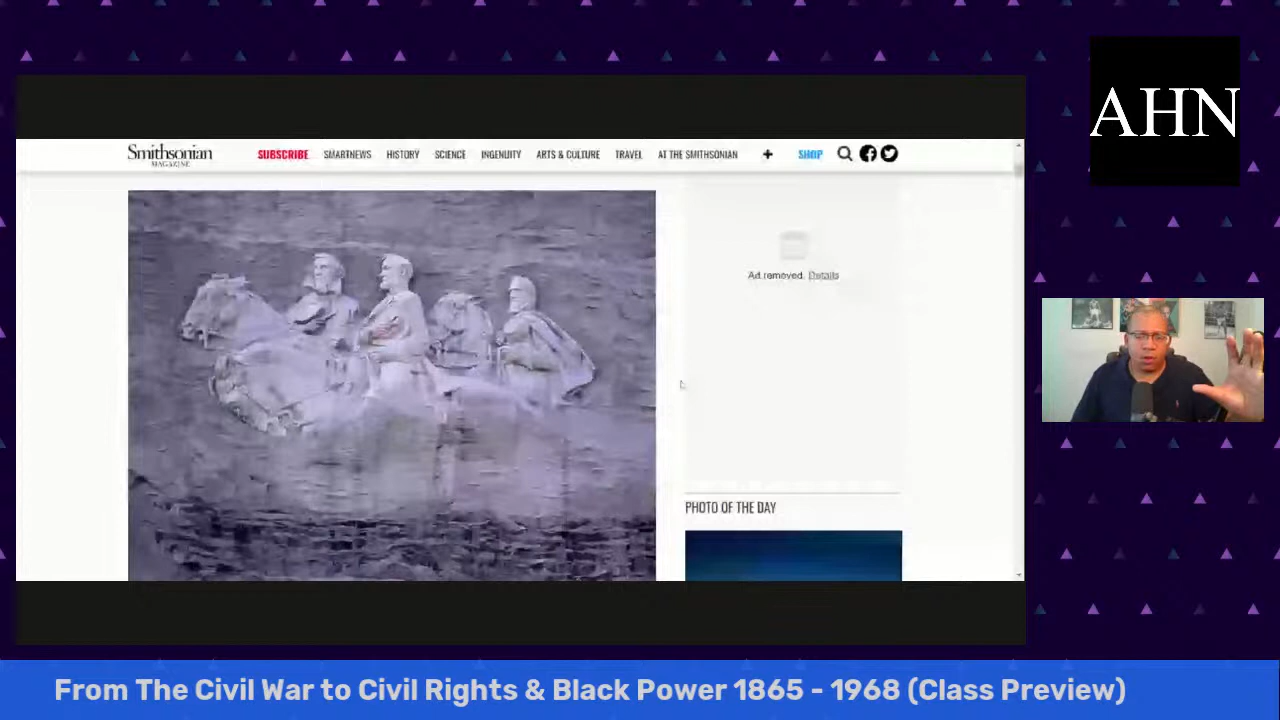 AHN
Smithsonian
MAGAZINE
SUBSCRIBE SMARTNEWS HISTORY SCIENCE INGENUITY ARTS & CULTURE TRAVEL AT THE SMITHSONIAN + SHOP
Ad removed. Details
PHOTO OF THE DAY
From The Civil War to Civil Rights & Black Power 1865 - 1968 (Class Preview)